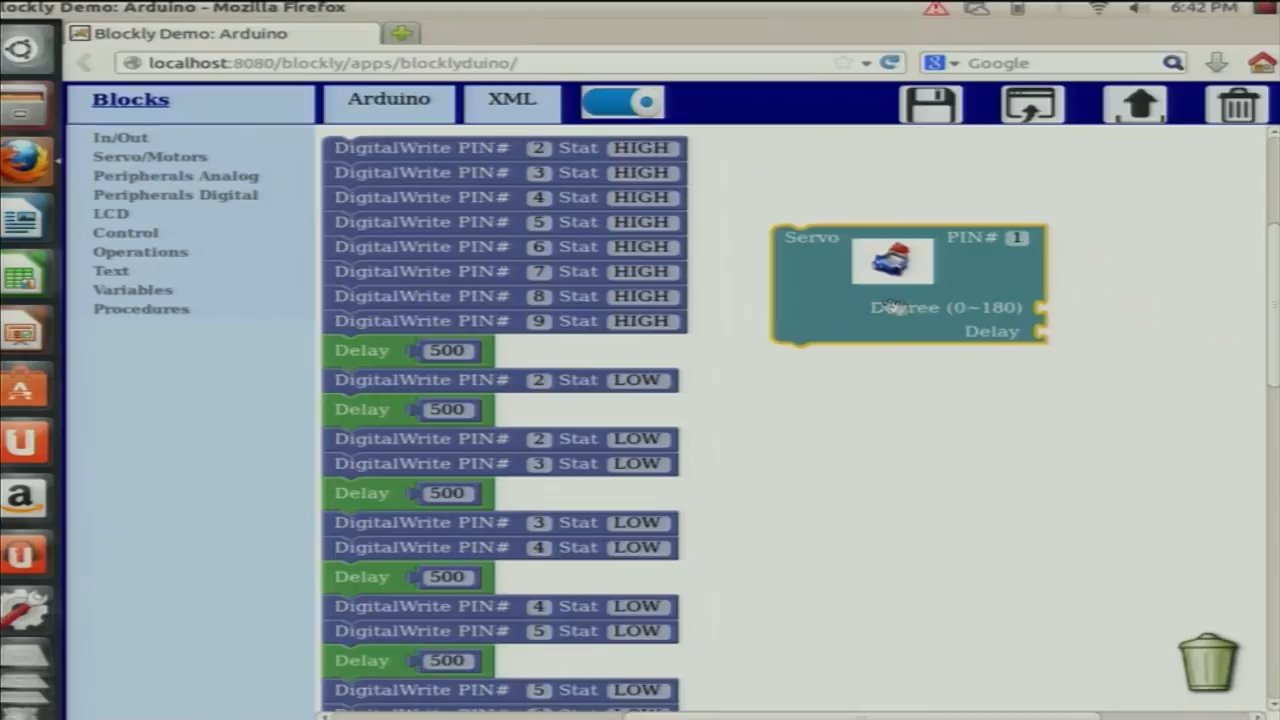 lockly Demo: Arduino - Mozilla Firefox
6:42 PM
Blockly Demo: Arduino
localhost:8080/blockly/apps/blocklyduino/
Google
Blocks
Arduino
XML
In/Out
Servo/Motors
Peripherals Analog
Peripherals Digital
LCD
Control
Operations
Text
Variables
Procedures
DigitalWrite PIN# 2 Stat HIGH
DigitalWrite PIN# 3 Stat HIGH
DigitalWrite PIN# 4 Stat HIGH
DigitalWrite PIN# 5 Stat HIGH
DigitalWrite PIN# 6 Stat HIGH
DigitalWrite PIN# 7 Stat HIGH
DigitalWrite PIN# 8 Stat HIGH
DigitalWrite PIN# 9 Stat HIGH
Delay 500
DigitalWrite PIN# 2 Stat LOW
Delay 500
DigitalWrite PIN# 2 Stat LOW
DigitalWrite PIN# 3 Stat LOW
Delay 500
DigitalWrite PIN# 3 Stat LOW
DigitalWrite PIN# 4 Stat LOW
Delay 500
DigitalWrite PIN# 4 Stat LOW
DigitalWrite PIN# 5 Stat LOW
Delay 500
DigitalWrite PIN# 5 Stat LOW
Servo PIN# 1
Degree (0~180)
Delay